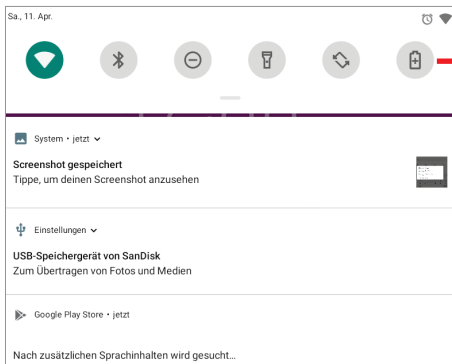 Sa., 11. Apr.
System • jetzt
Screenshot gespeichert
Tippe, um deinen Screenshot anzusehen
Einstellungen
USB-Speichergerät von SanDisk
Zum Übertragen von Fotos und Medien
Google Play Store • jetzt
Nach zusätzlichen Sprachinhalten wird gesucht…